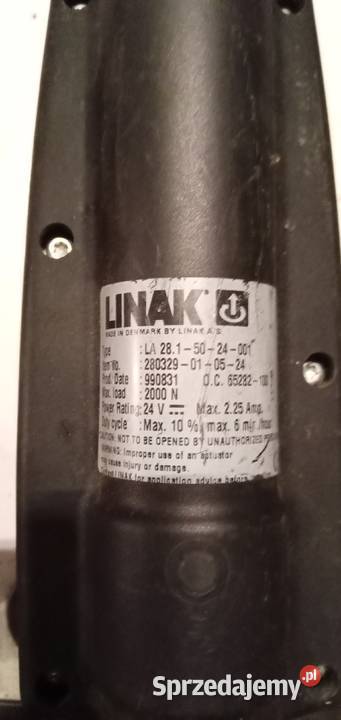 LINAK
MADE IN DENMARK BY LINAK A/S
Type : LA 28.1-50-24-001
Item No. : 280329-01-05-24
Prod. Date : 990831 O.C. 65282-100
Max. load : 2000 N
Power Rating: 24 V Max. 2.25 Amp.
Duty cycle : Max. 10 %, max. 6 min./hour
CAUTION: NOT TO BE OPENED BY UNAUTHORIZED
WARNING: Improper use of an actuator
may cause injury or damage.
LINAK for application advice before
Sprzedajemy.pl